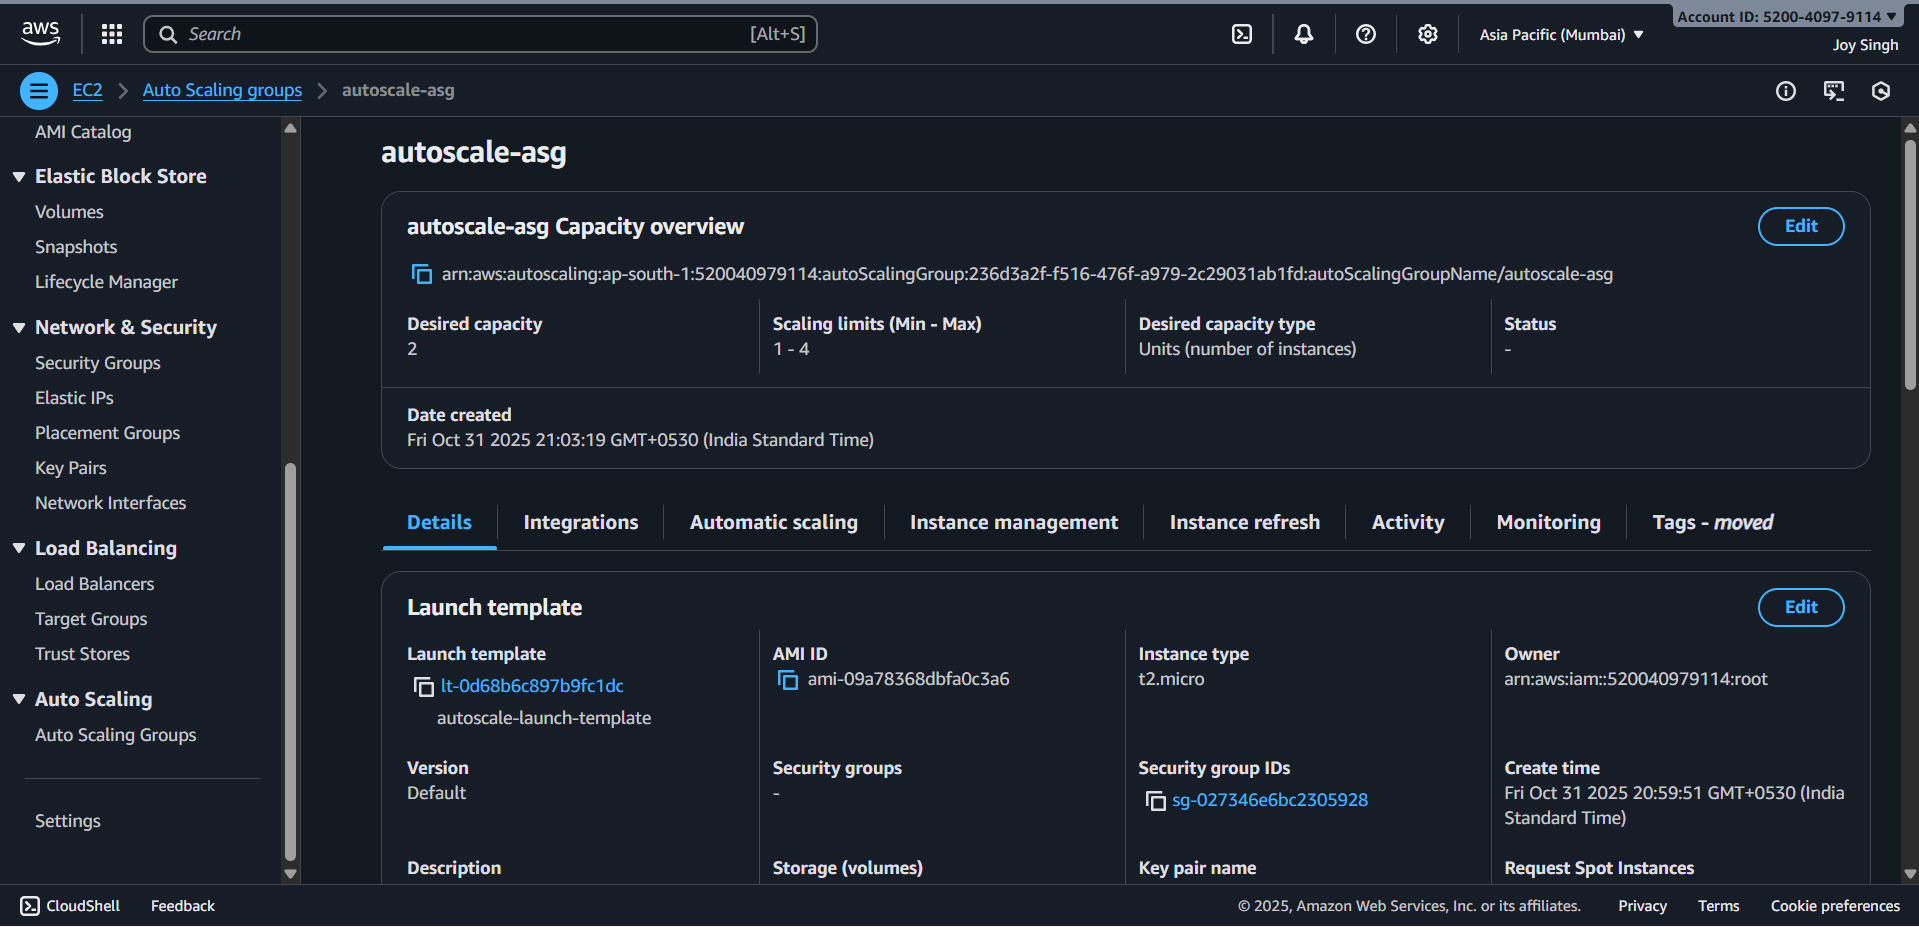 aws
Search
[Alt+S]
Asia Pacific (Mumbai)
Account ID: 5200-4097-9114
Joy Singh
EC2
Auto Scaling groups
autoscale-asg
AMI Catalog
Elastic Block Store
Volumes
Snapshots
Lifecycle Manager
Network & Security
Security Groups
Elastic IPs
Placement Groups
Key Pairs
Network Interfaces
Load Balancing
Load Balancers
Target Groups
Trust Stores
Auto Scaling
Auto Scaling Groups
Settings
autoscale-asg
autoscale-asg Capacity overview
Edit
arn:aws:autoscaling:ap-south-1:520040979114:autoScalingGroup:236d3a2f-f516-476f-a979-2c29031ab1fd:autoScalingGroupName/autoscale-asg
Desired capacity
2
Scaling limits (Min - Max)
1 - 4
Desired capacity type
Units (number of instances)
Status
-
Date created
Fri Oct 31 2025 21:03:19 GMT+0530 (India Standard Time)
Details
Integrations
Automatic scaling
Instance management
Instance refresh
Activity
Monitoring
Tags - moved
Launch template
Edit
Launch template
lt-0d68b6c897b9fc1dc
autoscale-launch-template
AMI ID
ami-09a78368dbfa0c3a6
Instance type
t2.micro
Owner
arn:aws:iam::520040979114:root
Version
Default
Security groups
-
Security group IDs
sg-027346e6bc2305928
Create time
Fri Oct 31 2025 20:59:51 GMT+0530 (India
Standard Time)
Description
Storage (volumes)
Key pair name
Request Spot Instances
CloudShell
Feedback
© 2025, Amazon Web Services, Inc. or its affiliates.
Privacy
Terms
Cookie preferences